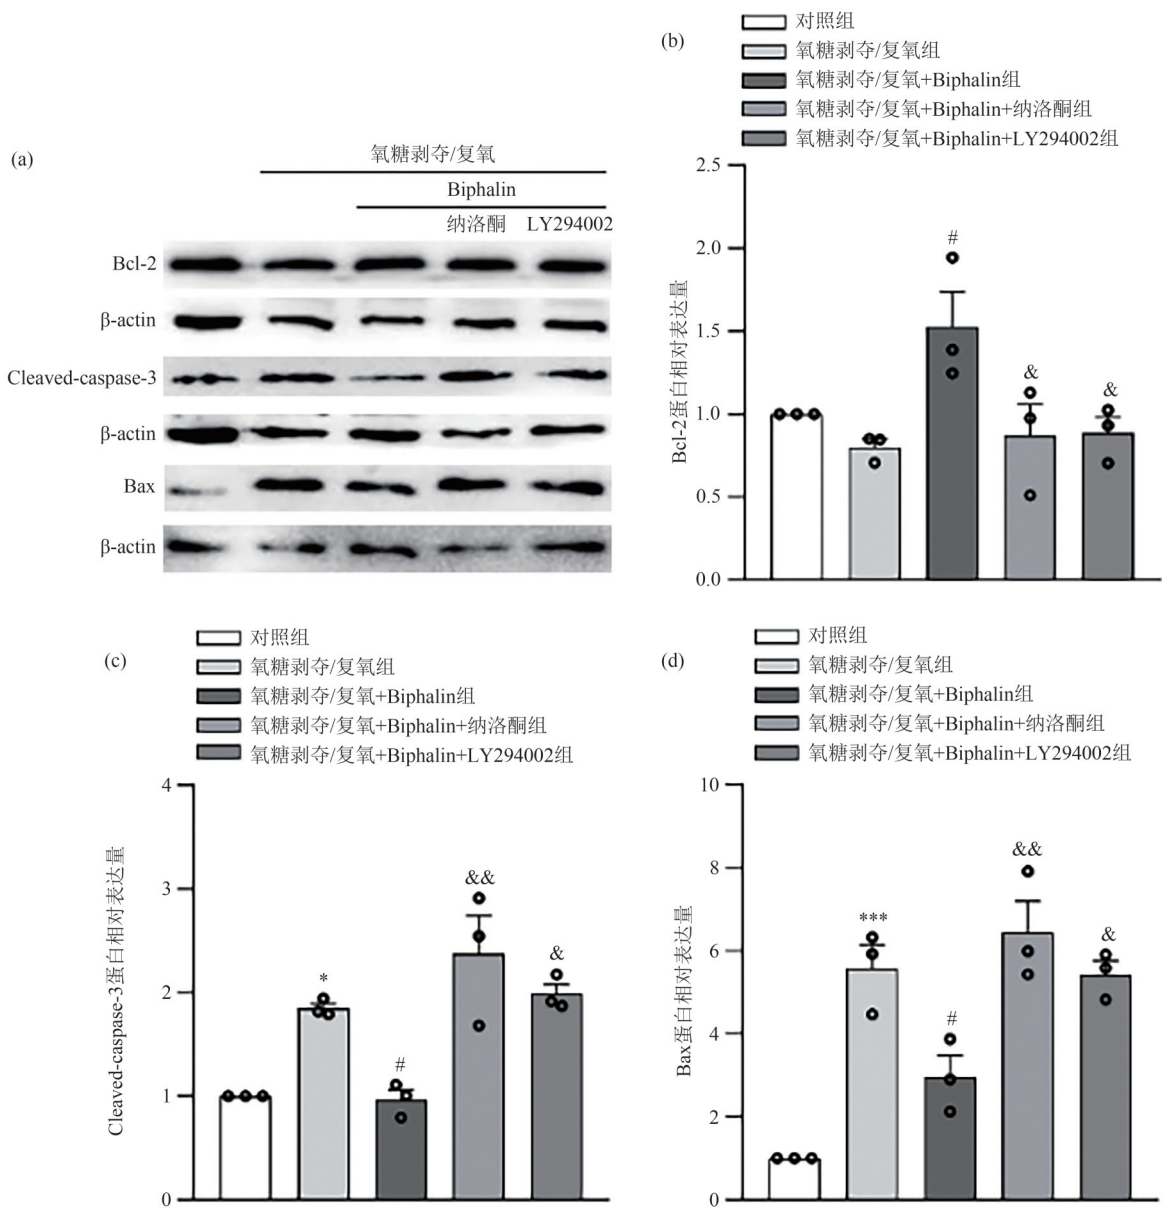 (a)
氧糖剥夺/复氧
Biphalin
纳洛酮 LY294002
Bcl-2
β-actin
Cleaved-caspase-3
β-actin
Bax
β-actin
(b)
对照组
氧糖剥夺/复氧组
氧糖剥夺/复氧+Biphalin组
氧糖剥夺/复氧+Biphalin+纳洛酮组
氧糖剥夺/复氧+Biphalin+LY294002组
Bcl-2蛋白相对表达量
2.5
2.0
1.5
1.0
0.5
0.0
#
&
&
(c)
对照组
氧糖剥夺/复氧组
氧糖剥夺/复氧+Biphalin组
氧糖剥夺/复氧+Biphalin+纳洛酮组
氧糖剥夺/复氧+Biphalin+LY294002组
Cleaved-caspase-3蛋白相对表达量
4
3
2
1
0
*
#
&&
&
(d)
对照组
氧糖剥夺/复氧组
氧糖剥夺/复氧+Biphalin组
氧糖剥夺/复氧+Biphalin+纳洛酮组
氧糖剥夺/复氧+Biphalin+LY294002组
Bax蛋白相对表达量
10
8
6
4
2
0
***
#
&&
&